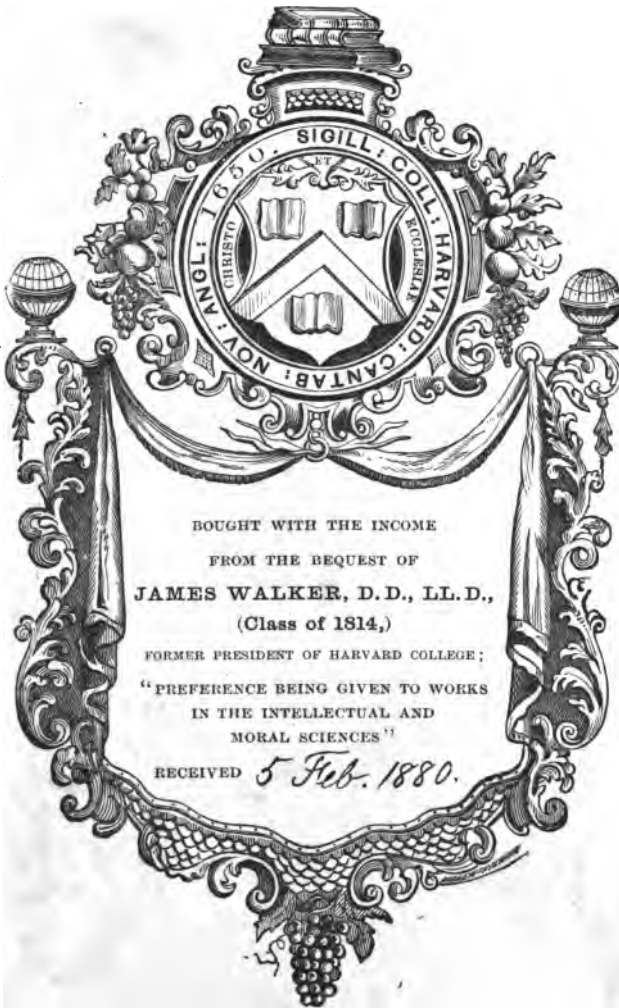 SIGILL: COLL: HARVARD: CANTAB: NOV: ANGL: 1650.
CHRISTO
ET
ECCLESIAE
BOUGHT WITH THE INCOME
FROM THE BEQUEST OF
JAMES WALKER, D.D., LL.D.,
(Class of 1814,)
FORMER PRESIDENT OF HARVARD COLLEGE;
"PREFERENCE BEING GIVEN TO WORKS
IN THE INTELLECTUAL AND
MORAL SCIENCES"
RECEIVED 5 Feb. 1880.